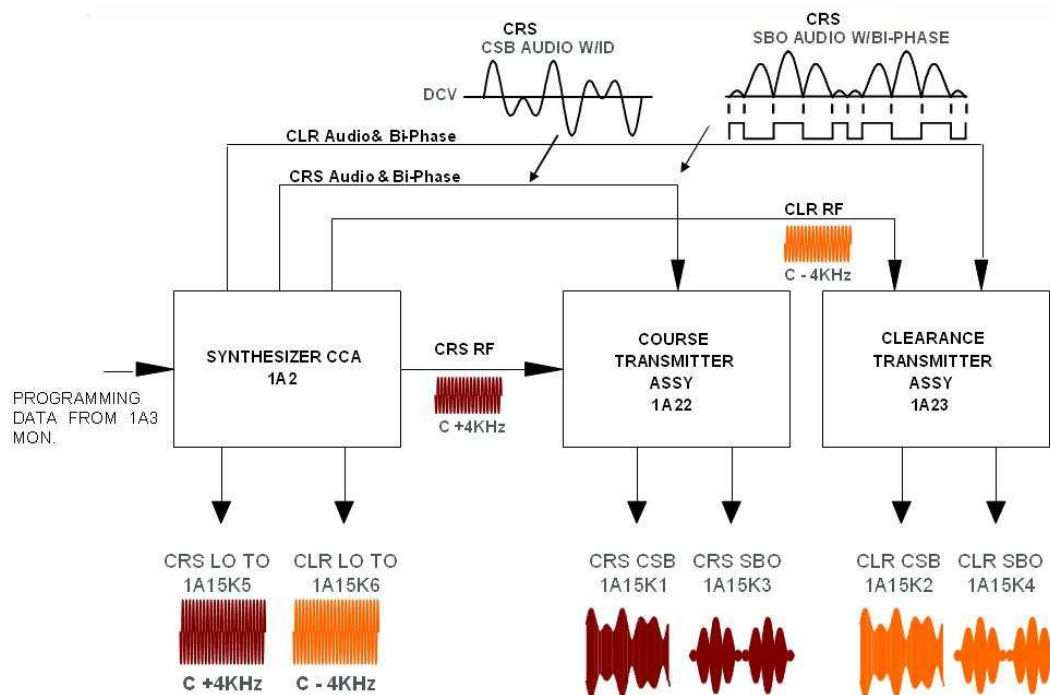 CRS
CSB AUDIO W/ID
CRS
SBO AUDIO W/BI-PHASE
DCV
CLR Audio& Bi-Phase
CRS Audio & Bi-Phase
CLR RF
C - 4KHz
SYNTHESIZER CCA
1A2
CRS RF
C +4KHz
COURSE
TRANSMITTER
ASSY
1A22
CLEARANCE
TRANSMITTER
ASSY
1A23
PROGRAMMING
DATA FROM 1A3
MON.
CRS LO TO
1A15K5
C +4KHz
CLR LO TO
1A15K6
C - 4KHz
CRS CSB
1A15K1
CRS SBO
1A15K3
CLR CSB
1A15K2
CLR SBO
1A15K4